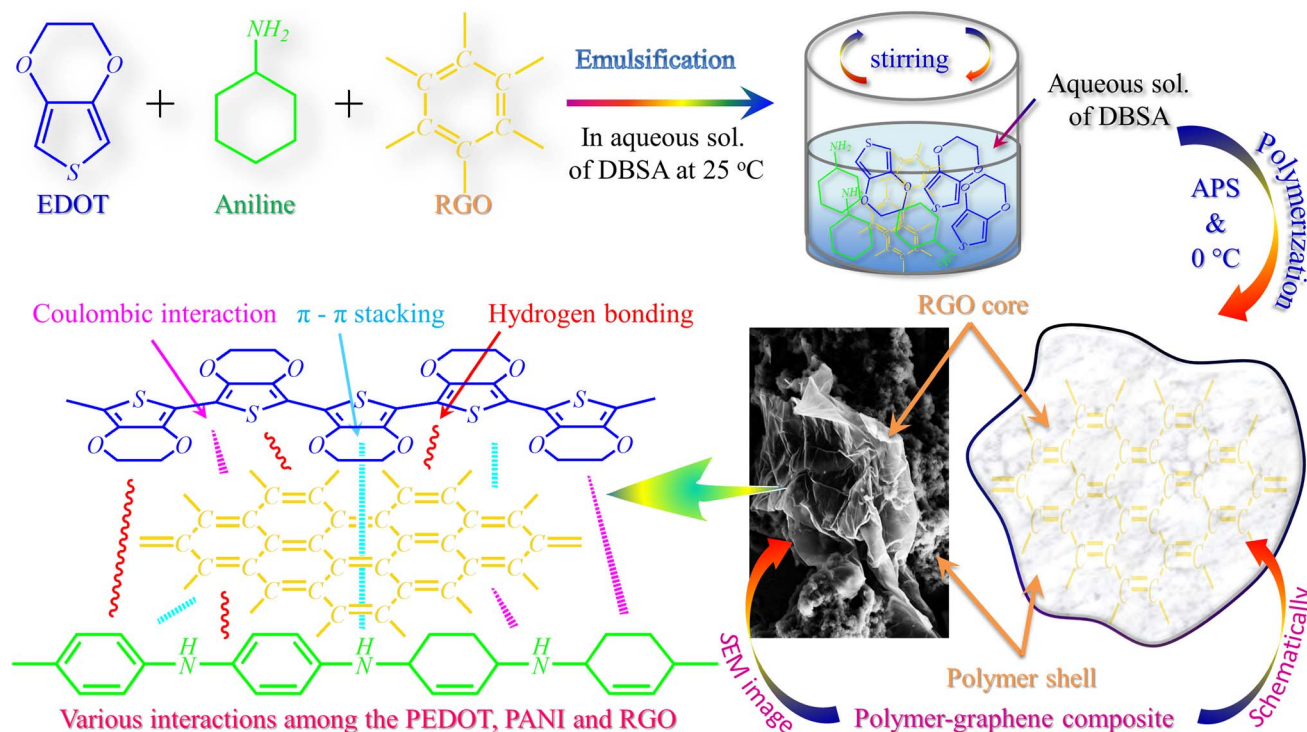 NH2
O
O
S
EDOT
+
Aniline
+
C
C
C
C
C
C
RGO
Emulsification
In aqueous sol.
of DBSA at 25 °C
stirring
Aqueous sol.
of DBSA
Polymerization
APS
&
0 °C
Coulombic interaction
π - π stacking
Hydrogen bonding
RGO core
Polymer shell
SEM image
Schematically
Polymer-graphene composite
H
N
H
N
H
N
Various interactions among the PEDOT, PANI and RGO